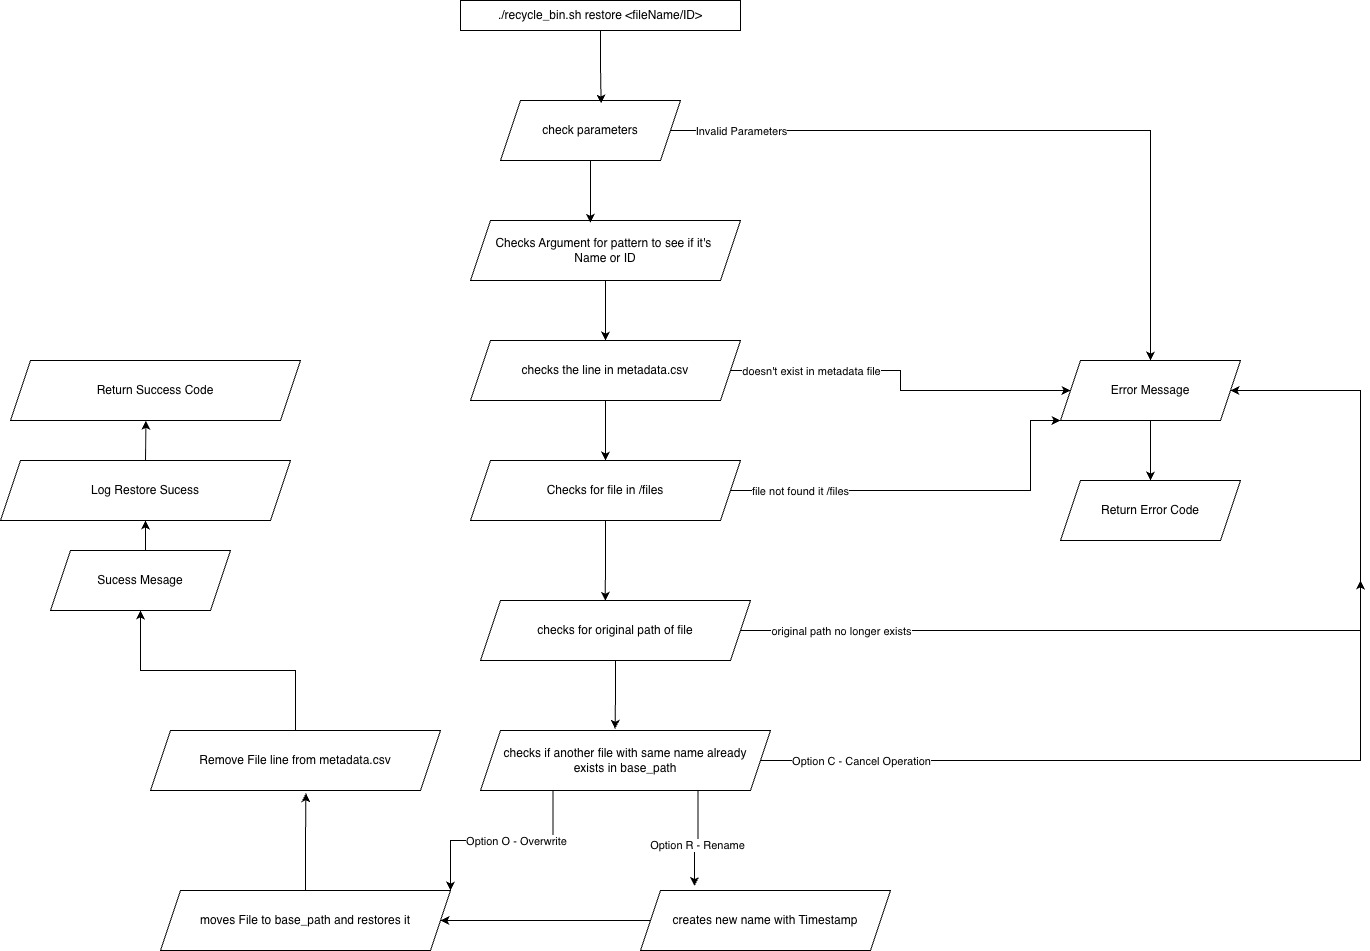 ./recycle_bin.sh restore <fileName/ID>
check parameters
Invalid Parameters
Checks Argument for pattern to see if it's
Name or ID
checks the line in metadata.csv
doesn't exist in metadata file
Return Success Code
Error Message
Log Restore Sucess
Checks for file in /files
file not found it /files
Return Error Code
Sucess Mesage
checks for original path of file
original path no longer exists
Remove File line from metadata.csv
checks if another file with same name already
exists in base_path
Option C - Cancel Operation
Option O - Overwrite
Option R - Rename
moves File to base_path and restores it
creates new name with Timestamp